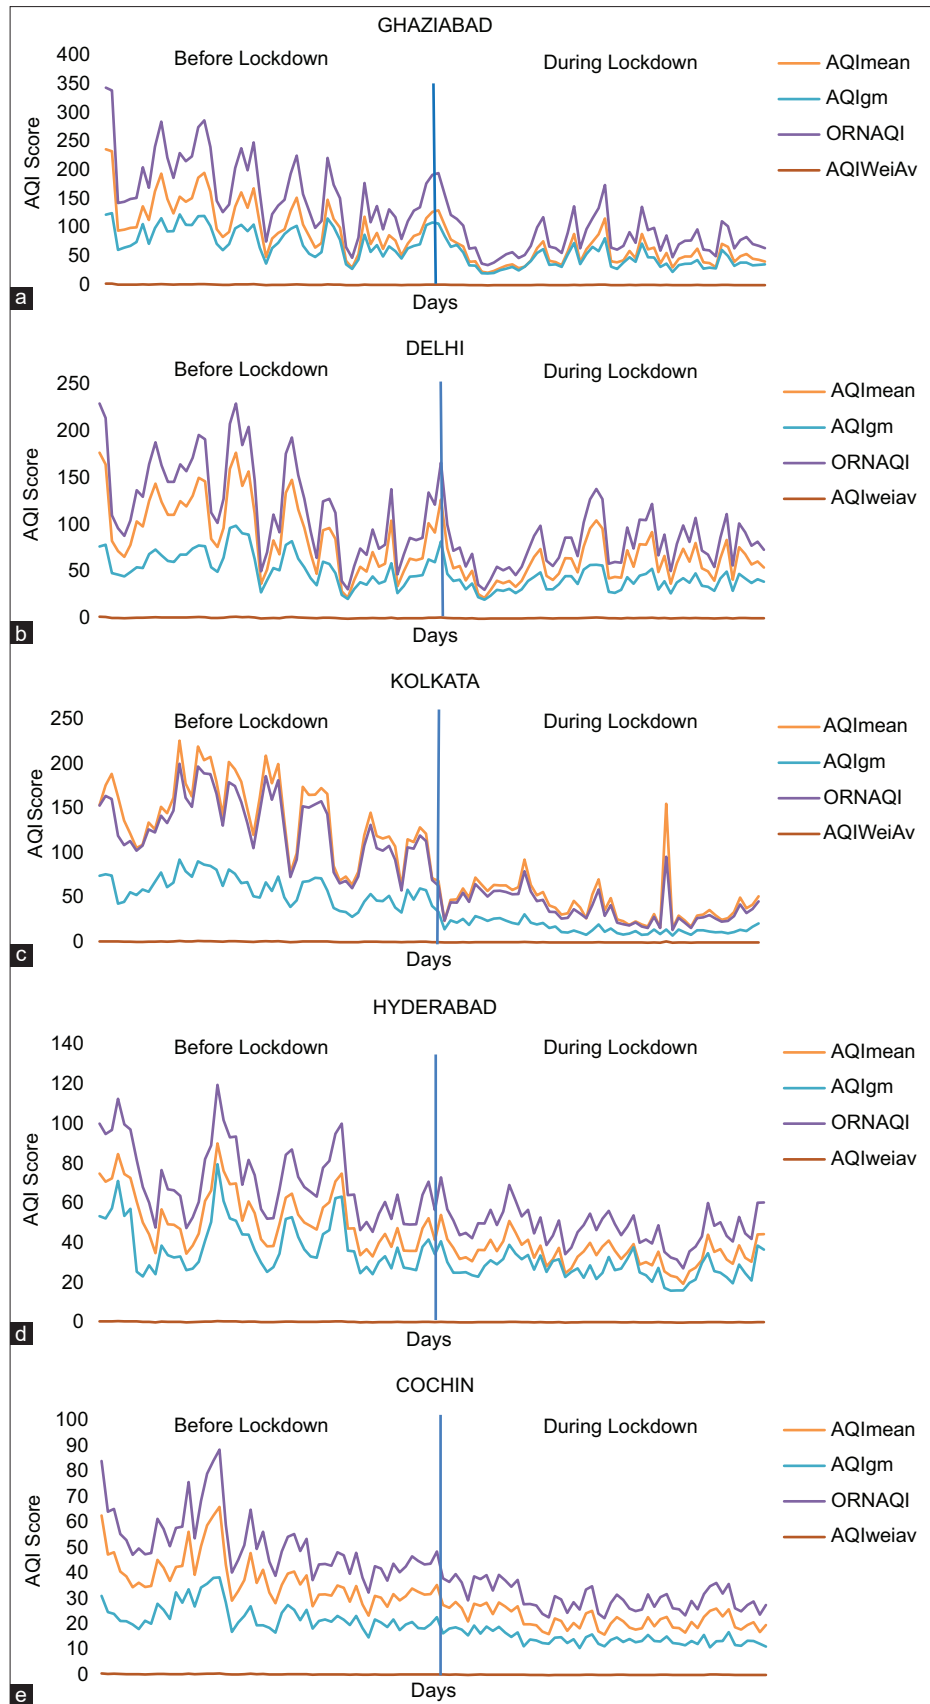 GHAZIABAD
Before Lockdown
During Lockdown
400
350
300
250
200
150
100
50
0
AQI Score
Days
AQImean
AQIgm
ORNAQI
AQIWeiAv
a
DELHI
Before Lockdown
During Lockdown
250
200
150
100
50
0
AQI Score
Days
AQImean
AQIgm
ORNAQI
AQIweiav
b
KOLKATA
Before Lockdown
During Lockdown
250
200
150
100
50
0
AQI Score
Days
AQImean
AQIgm
ORNAQI
AQIWeiAv
c
HYDERABAD
Before Lockdown
During Lockdown
140
120
100
80
60
40
20
0
AQI Score
Days
AQImean
AQIgm
ORNAQI
AQIweiav
d
COCHIN
Before Lockdown
During Lockdown
100
90
80
70
60
50
40
30
20
10
0
AQI Score
Days
AQImean
AQIgm
ORNAQI
AQIweiav
e